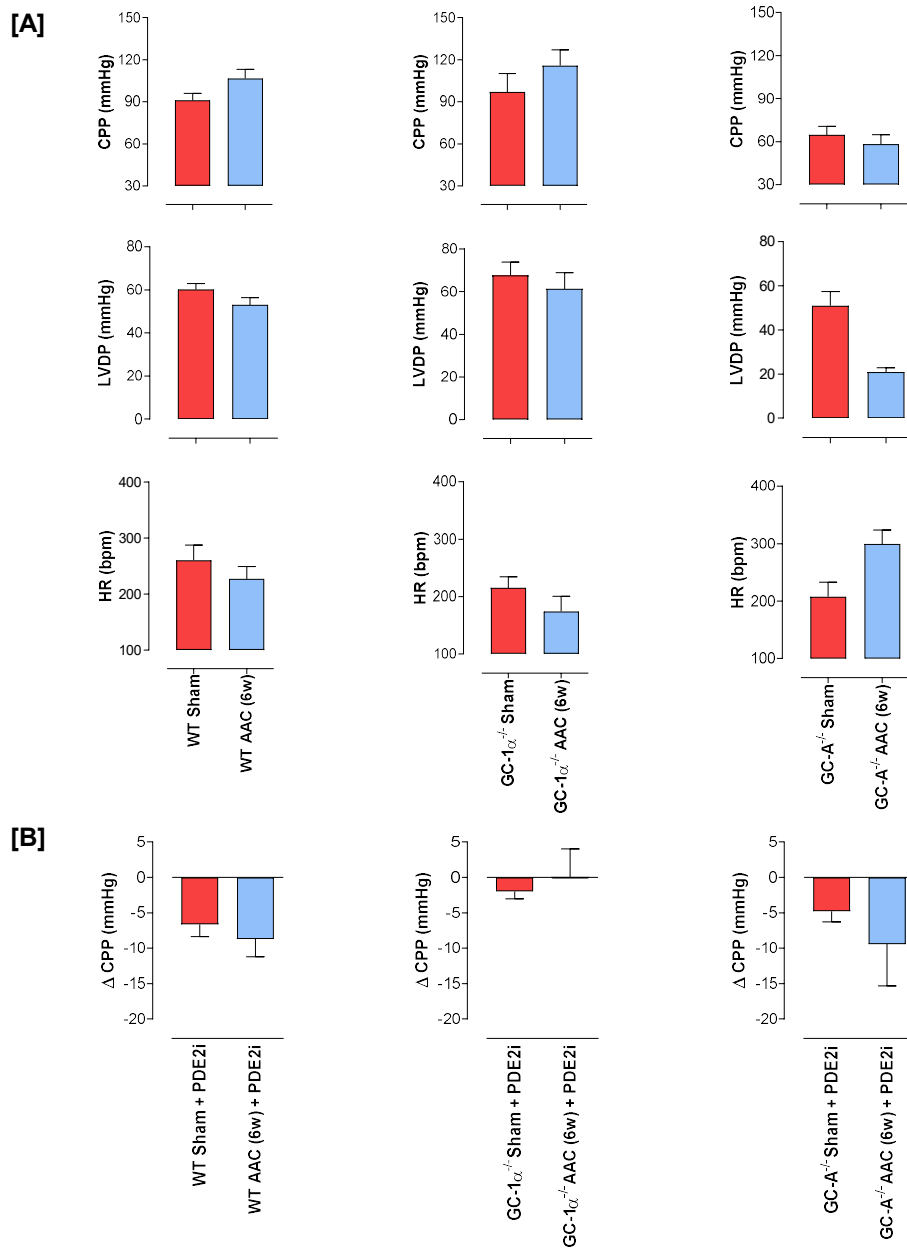 [A]
CPP (mmHg)
150
120
90
60
30
CPP (mmHg)
150
120
90
60
30
CPP (mmHg)
150
120
90
60
30
LVDP (mmHg)
80
60
40
20
0
LVDP (mmHg)
80
60
40
20
0
LVDP (mmHg)
80
60
40
20
0
HR (bpm)
400
300
200
100
HR (bpm)
400
300
200
100
HR (bpm)
400
300
200
100
WT Sham
WT AAC (6w)
GC-1α⁻/⁻ Sham
GC-1α⁻/⁻ AAC (6w)
GC-A⁻/⁻ Sham
GC-A⁻/⁻ AAC (6w)
[B]
Δ CPP (mmHg)
5
0
-5
-10
-15
-20
Δ CPP (mmHg)
5
0
-5
-10
-15
-20
Δ CPP (mmHg)
5
0
-5
-10
-15
-20
WT Sham + PDE2i
WT AAC (6w) + PDE2i
GC-1α⁻/⁻ Sham + PDE2i
GC-1α⁻/⁻ AAC (6w) + PDE2i
GC-A⁻/⁻ Sham + PDE2i
GC-A⁻/⁻ AAC (6w) + PDE2i